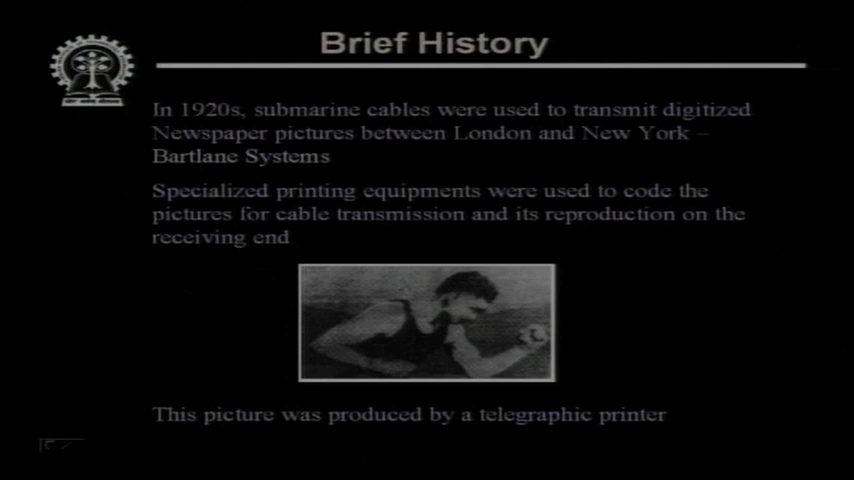 Brief History
In 1920s, submarine cables were used to transmit digitized
Newspaper pictures between London and New York –
Bartlane Systems
Specialized printing equipments were used to code the
pictures for cable transmission and its reproduction on the
receiving end
This picture was produced by a telegraphic printer